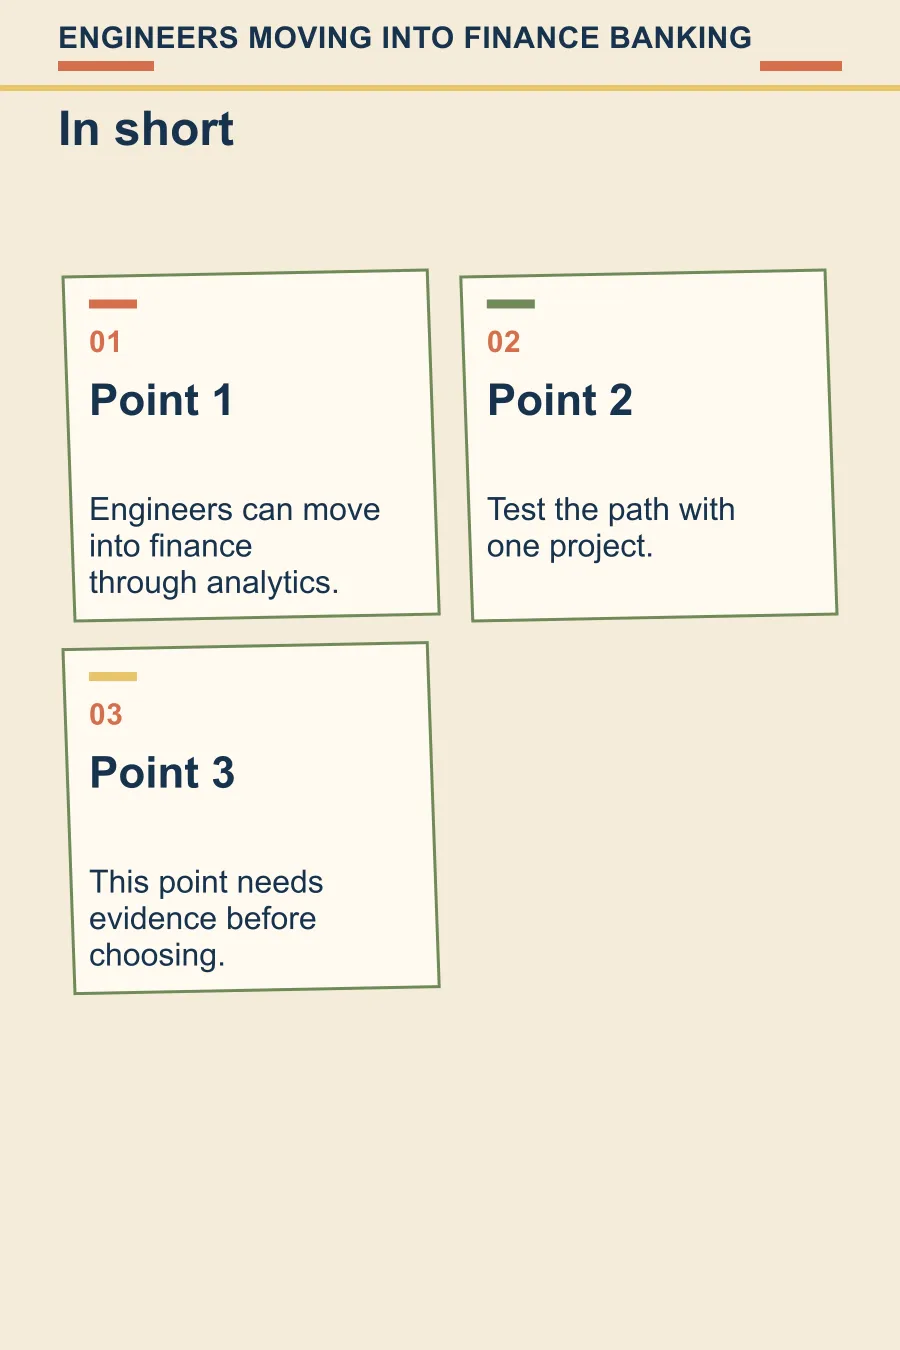 ENGINEERS MOVING INTO FINANCE BANKING
In short
01
Point 1
Engineers can move
into finance
through analytics.
02
Point 2
Test the path with
one project.
03
Point 3
This point needs
evidence before
choosing.